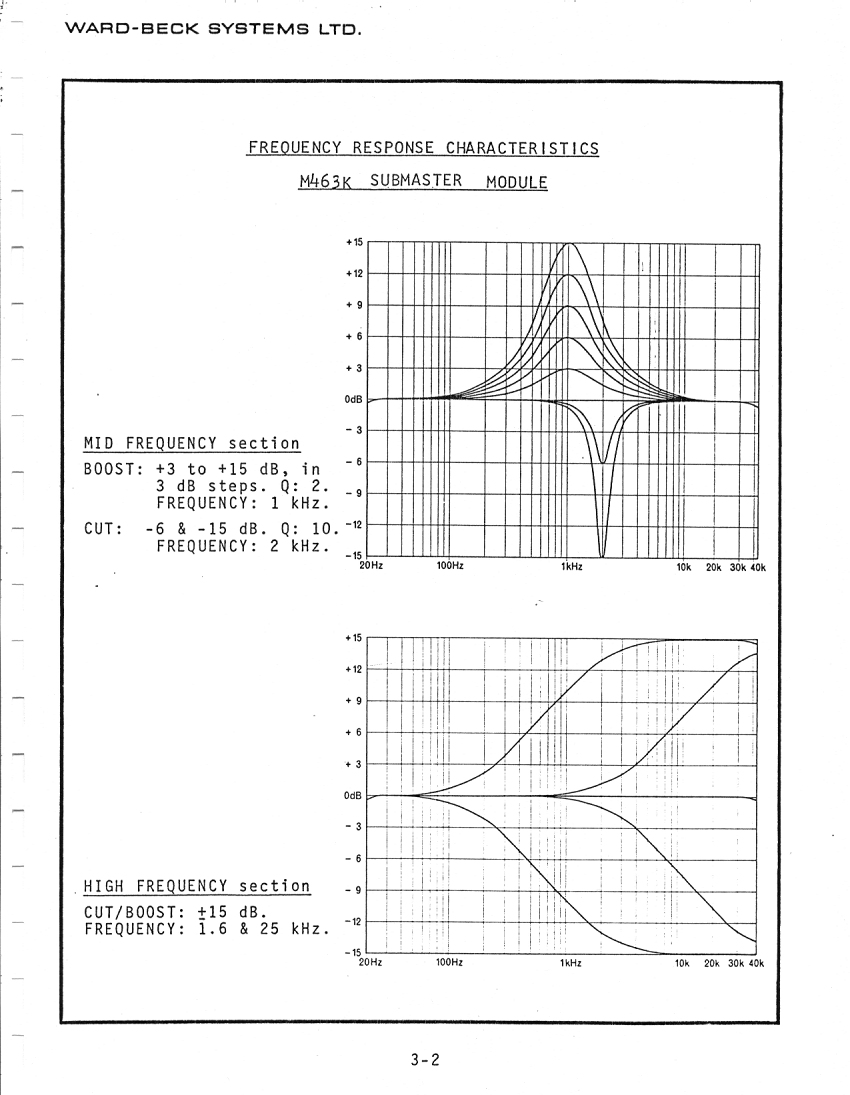 WARD-BECK SYSTEMS LTD.
FREQUENCY RESPONSE CHARACTERISTICS
M463K SUBMASTER MODULE
+15
+12
+ 9
+ 6
+ 3
0dB
- 3
- 6
- 9
-12
-15
20Hz 100Hz 1kHz 10k 20k 30k 40k
MID FREQUENCY section
BOOST: +3 to +15 dB, in
3 dB steps. Q: 2.
FREQUENCY: 1 kHz.
CUT: -6 & -15 dB. Q: 10.
FREQUENCY: 2 kHz.
+15
+12
+ 9
+ 6
+ 3
0dB
- 3
- 6
- 9
-12
-15
20Hz 100Hz 1kHz 10k 20k 30k 40k
HIGH FREQUENCY section
CUT/BOOST: ±15 dB.
FREQUENCY: 1.6 & 25 kHz.
3-2